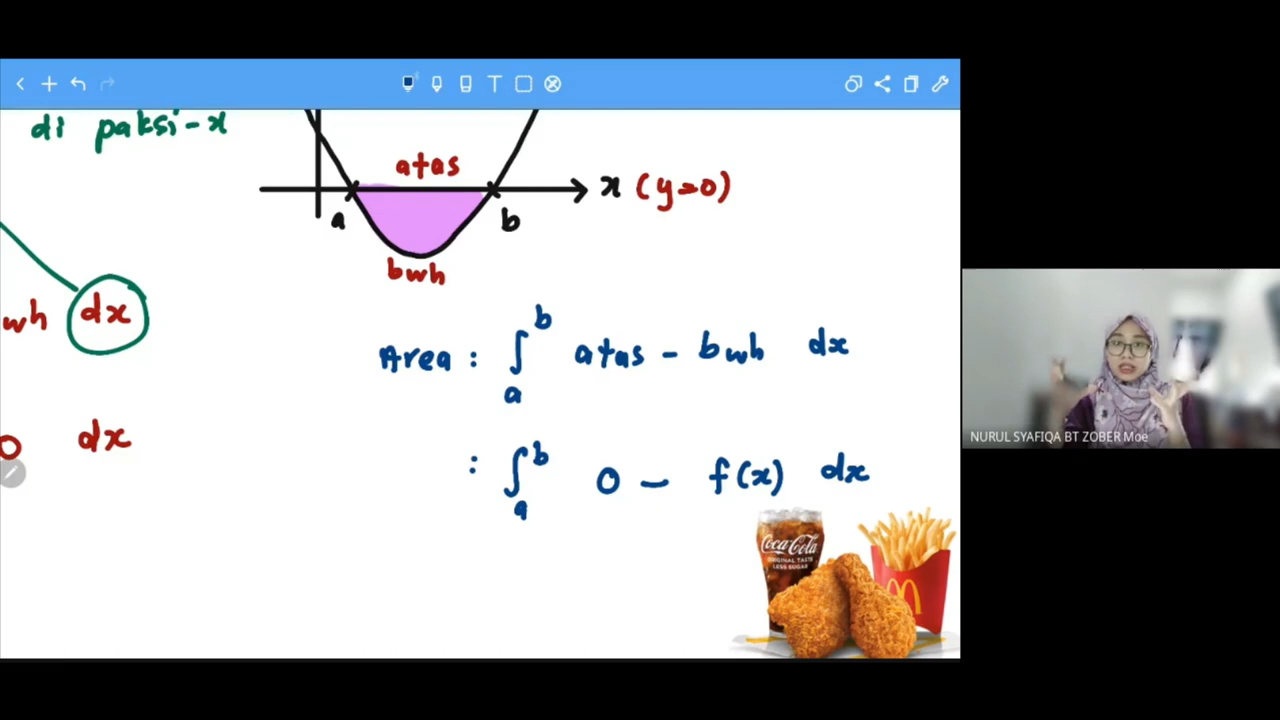 di paksi-x
atas
x (y=0)
a
b
bwh
wh dx
Area : ∫ₐᵇ atas - bwh dx
0 dx
: ∫ₐᵇ 0 - f(x) dx
T
Coca-Cola
ORIGINAL TASTE
LESS SUGAR
NURUL SYAFIQA BT ZOBER Moe